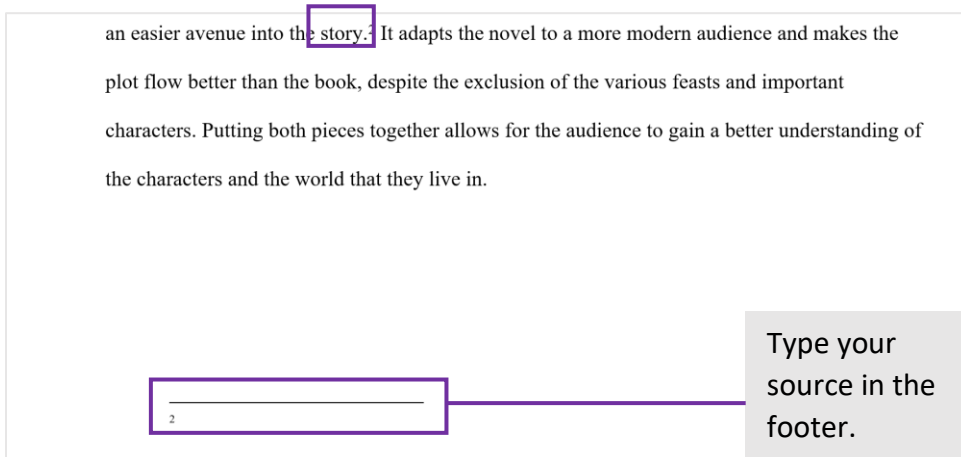 an easier avenue into the story.² It adapts the novel to a more modern audience and makes the
plot flow better than the book, despite the exclusion of the various feasts and important
characters. Putting both pieces together allows for the audience to gain a better understanding of
the characters and the world that they live in.
Type your
source in the
footer.
2